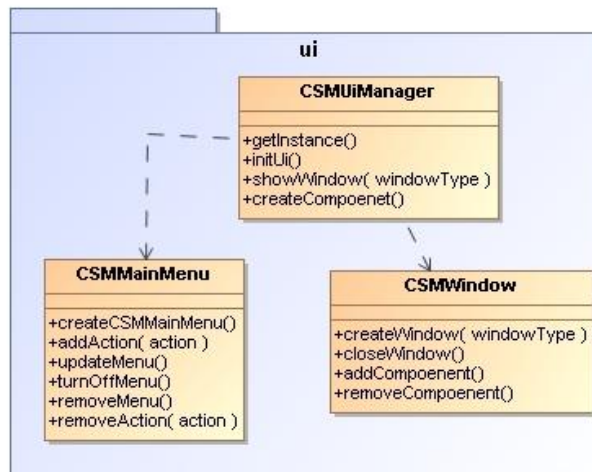 ui
CSMUiManager
+getInstance()
+initUi()
+showWindow( windowType )
+createCompoenet()
CSMMainMenu
+createCSMMainMenu()
+addAction( action )
+updateMenu()
+turnOffMenu()
+removeMenu()
+removeAction( action )
CSMWindow
+createWindow( windowType )
+closeWindow()
+addCompoenent()
+removeCompoenent()